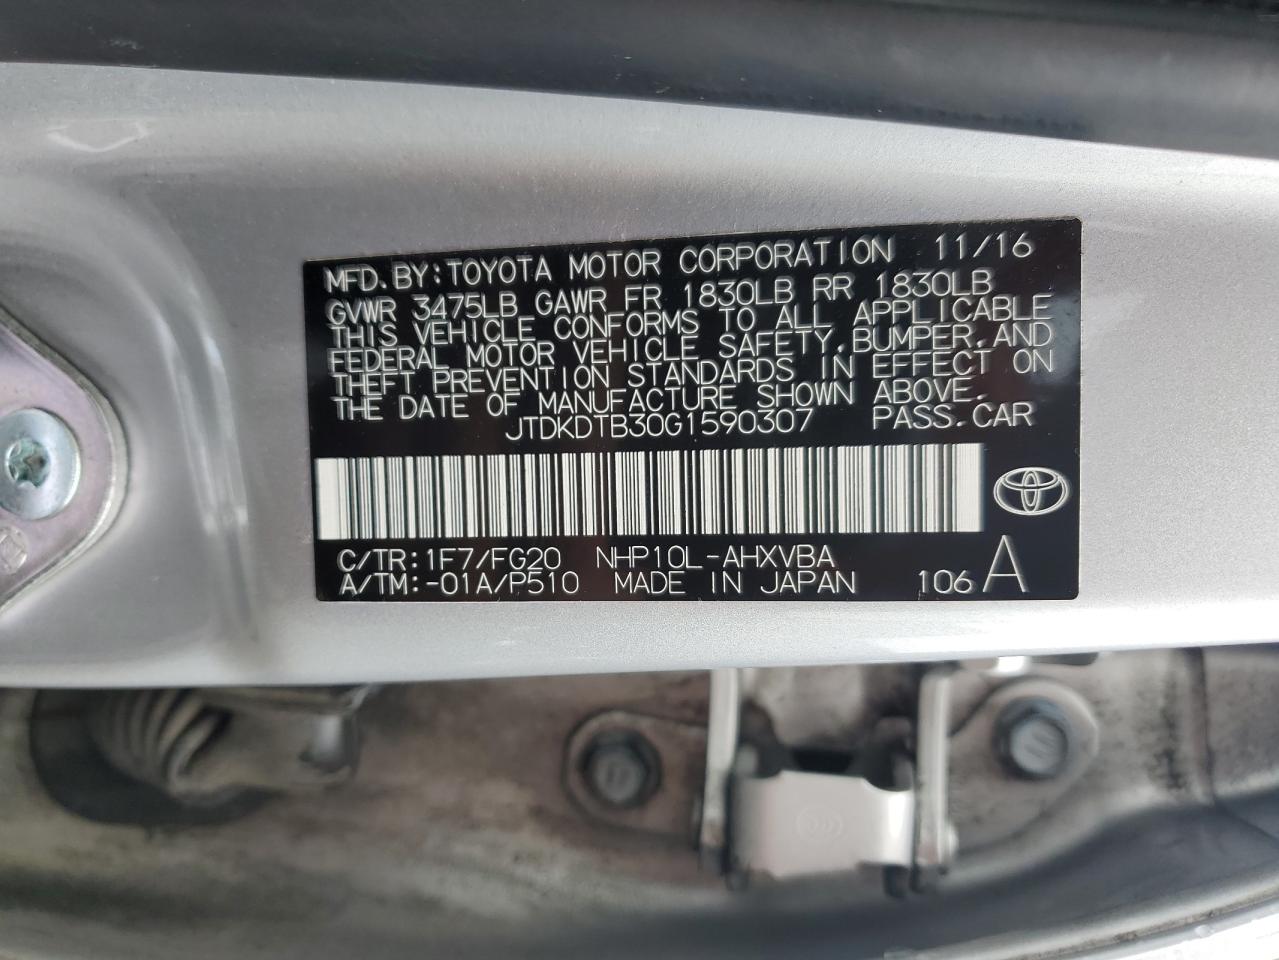 MFD.BY:TOYOTA MOTOR CORPORATION 11/16
GVWR 3475LB GAWR FR 1830LB RR 1830LB
THIS VEHICLE CONFORMS TO ALL APPLICABLE
FEDERAL MOTOR VEHICLE SAFETY,BUMPER,AND
THEFT PREVENTION STANDARDS IN EFFECT ON
THE DATE OF MANUFACTURE SHOWN ABOVE.
JTDKDTB30G1590307 PASS.CAR
C/TR:1F7/FG20 NHP10L-AHXVBA
A/TM:-01A/P510 MADE IN JAPAN 106 A